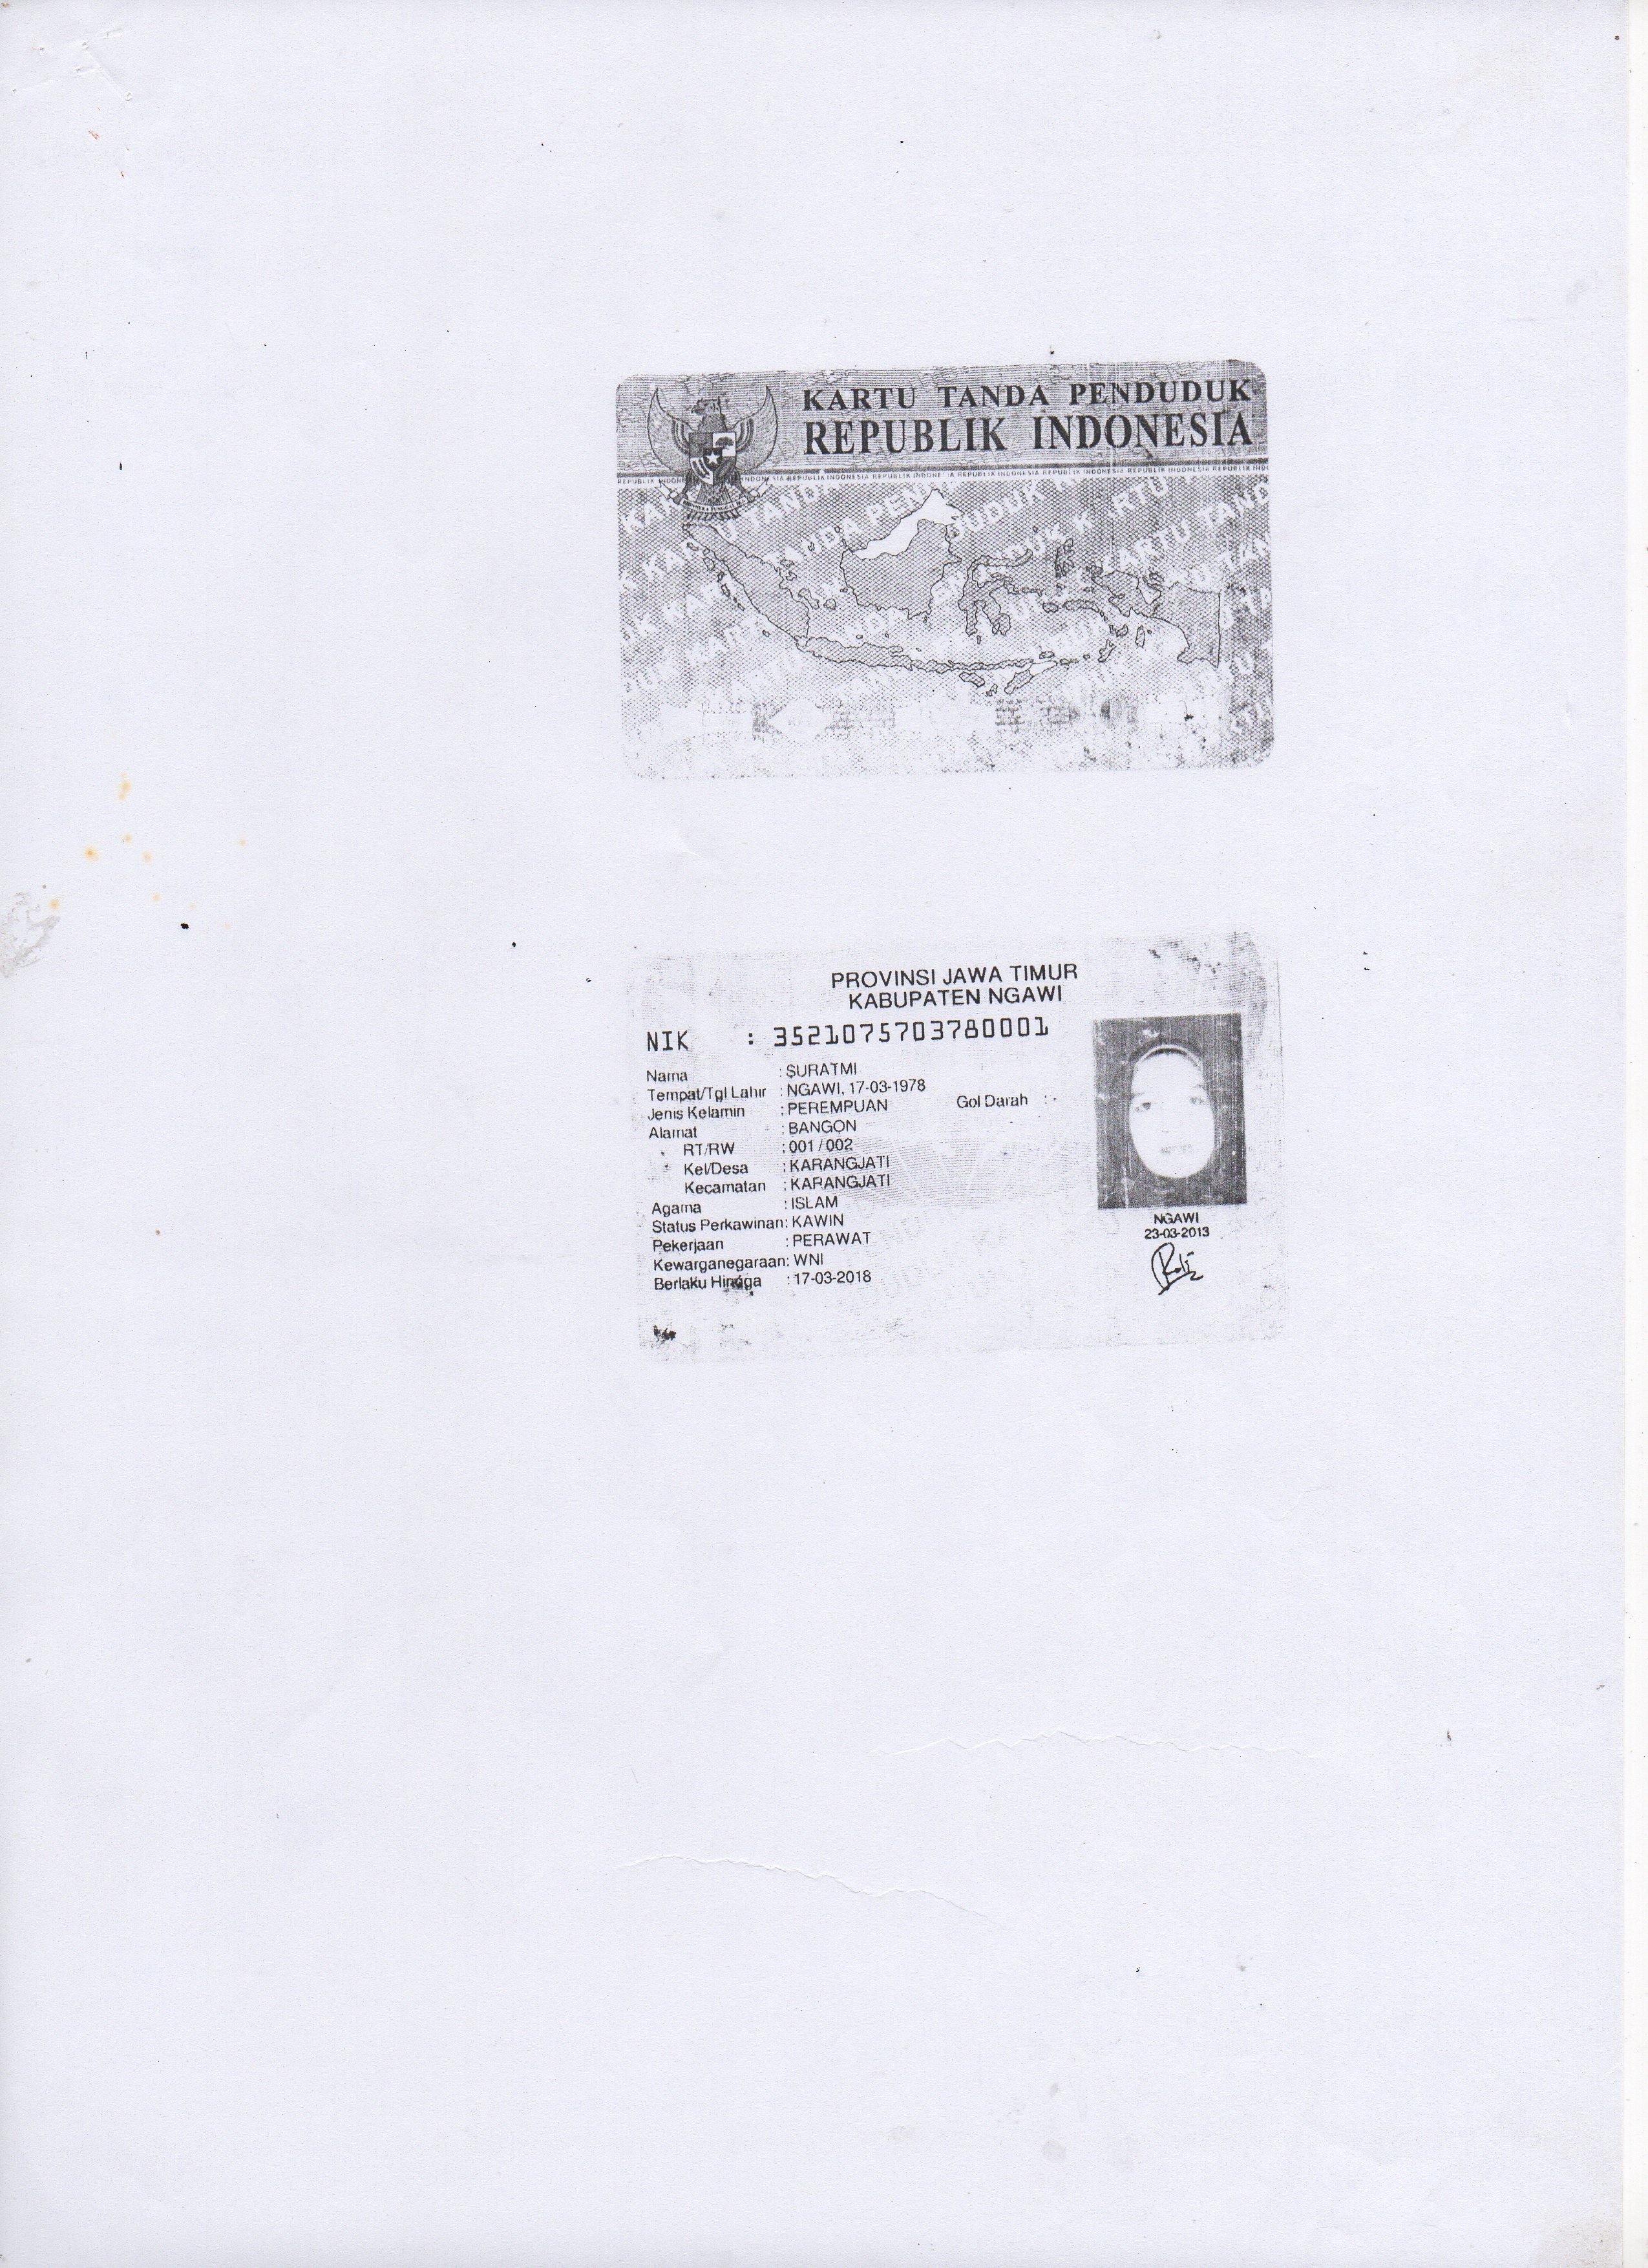 KARTU TANDA PENDUDUK
REPUBLIK INDONESIA
PROVINSI JAWA TIMUR
KABUPATEN NGAWI
NIK : 3521075703780001
Nama : SURATMI
Tempat/Tgl Lahir : NGAWI, 17-03-1978
Jenis Kelamin : PEREMPUAN Gol Darah : -
Alamat : BANGON
RT/RW : 001 / 002
Kel/Desa : KARANGJATI
Kecamatan : KARANGJATI
Agama : ISLAM
Status Perkawinan: KAWIN
Pekerjaan : PERAWAT
Kewarganegaraan: WNI
Berlaku Hingga : 17-03-2018
NGAWI
23-03-2013